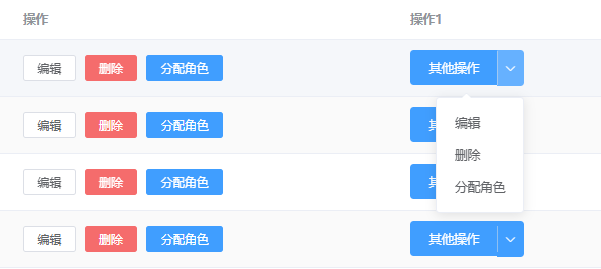 操作 操作1
编辑 删除 分配角色 其他操作
编辑 删除 分配角色 其 编辑
删除
编辑 删除 分配角色 其 分配角色
编辑 删除 分配角色 其他操作